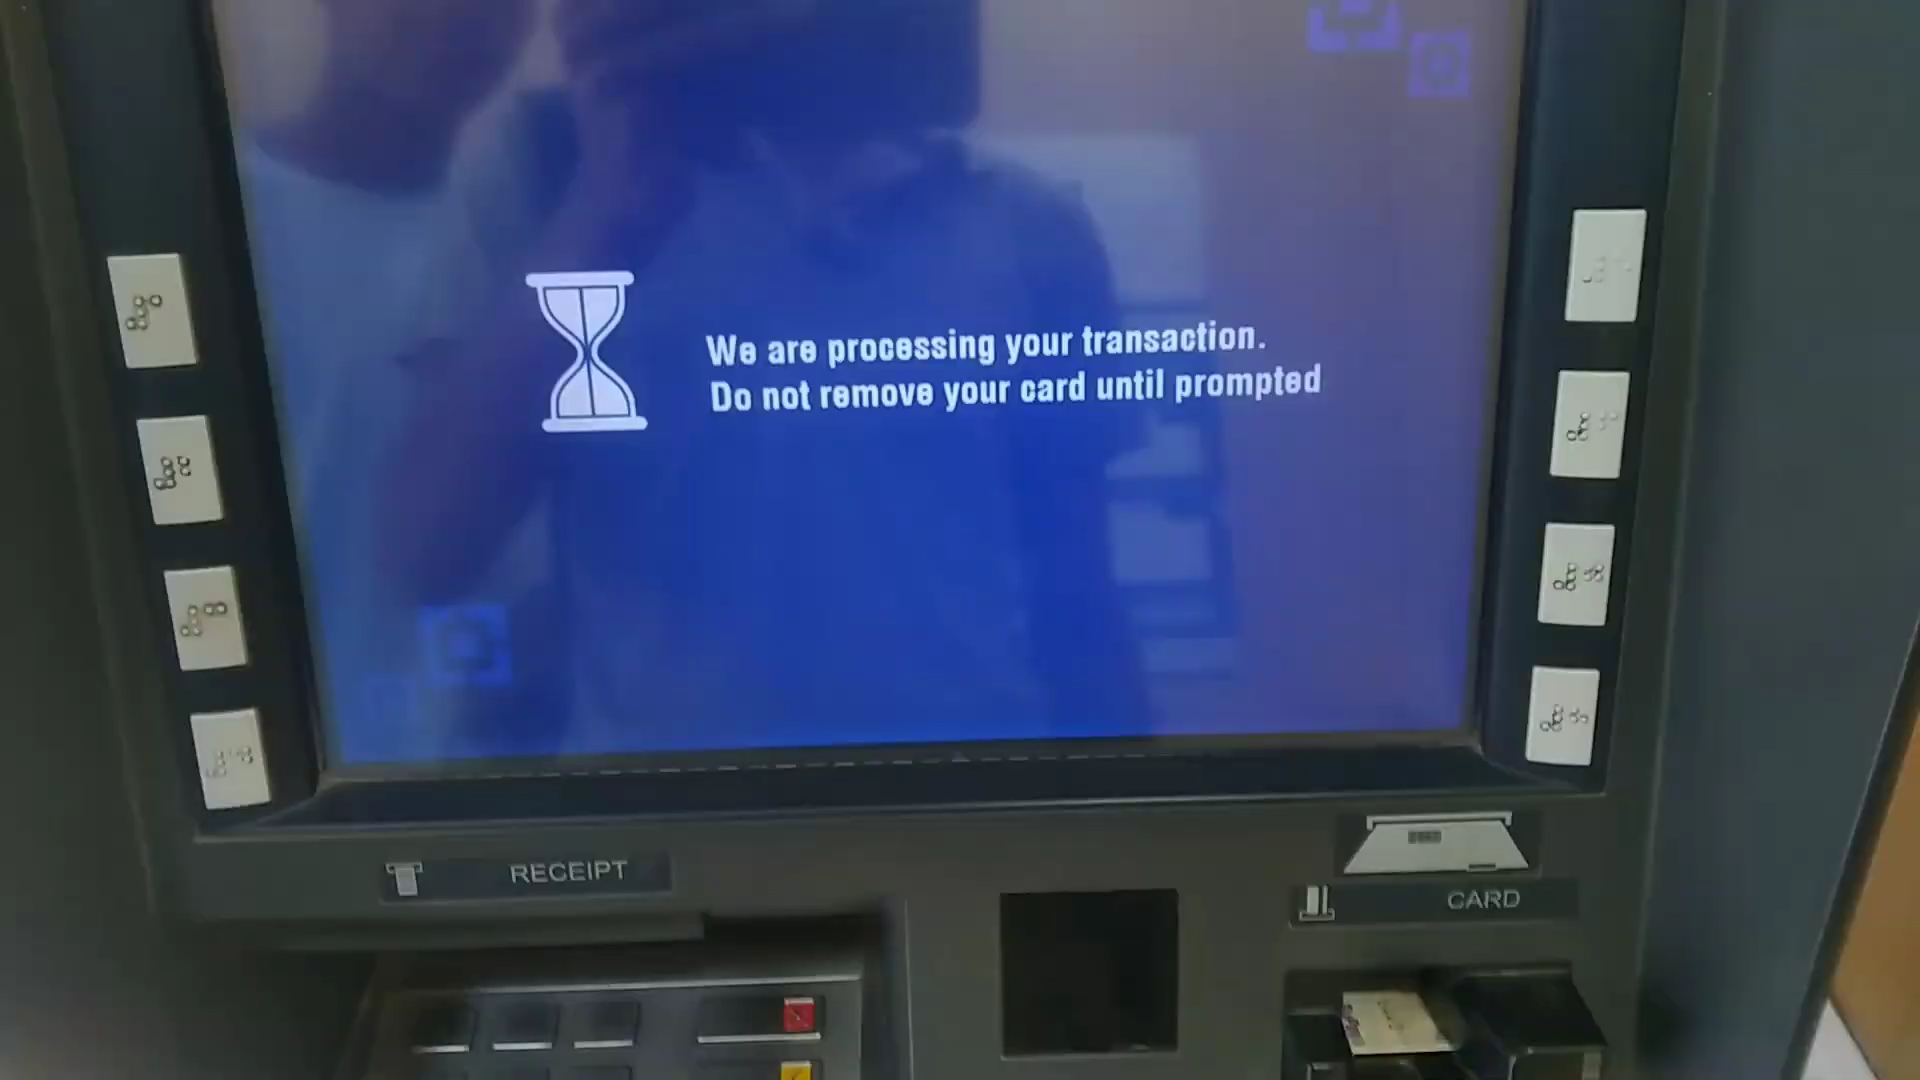 We are processing your transaction.
Do not remove your card until prompted
RECEIPT
CARD